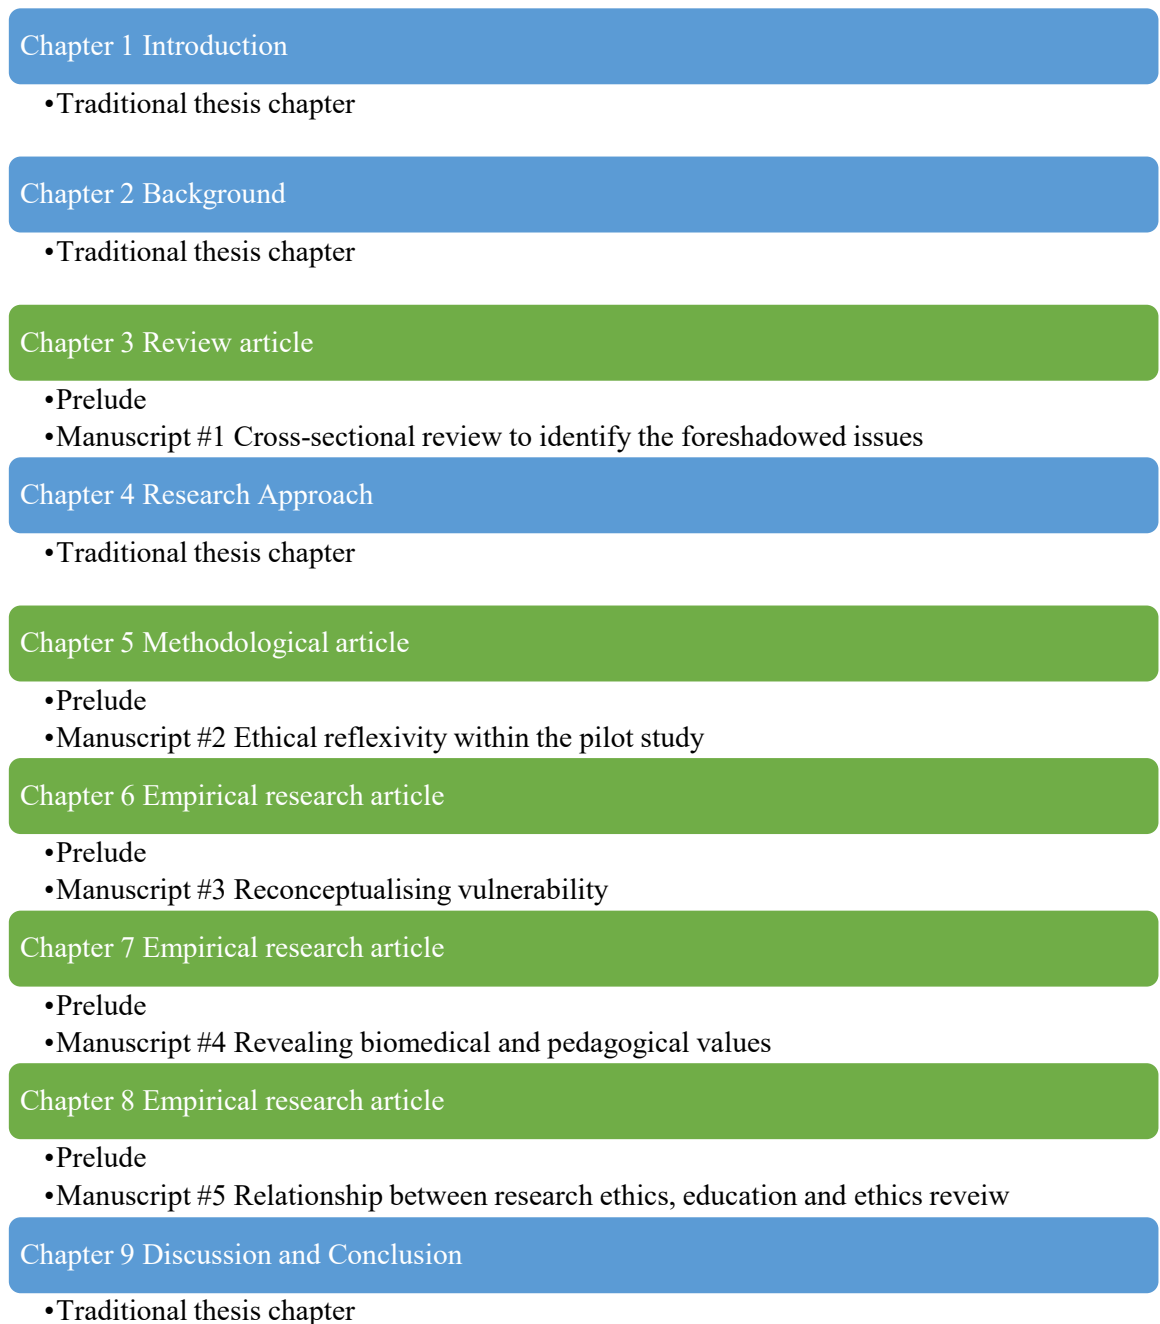 Chapter 1 Introduction
•Traditional thesis chapter
Chapter 2 Background
•Traditional thesis chapter
Chapter 3 Review article
•Prelude
•Manuscript #1 Cross-sectional review to identify the foreshadowed issues
Chapter 4 Research Approach
•Traditional thesis chapter
Chapter 5 Methodological article
•Prelude
•Manuscript #2 Ethical reflexivity within the pilot study
Chapter 6 Empirical research article
•Prelude
•Manuscript #3 Reconceptualising vulnerability
Chapter 7 Empirical research article
•Prelude
•Manuscript #4 Revealing biomedical and pedagogical values
Chapter 8 Empirical research article
•Prelude
•Manuscript #5 Relationship between research ethics, education and ethics reveiw
Chapter 9 Discussion and Conclusion
•Traditional thesis chapter